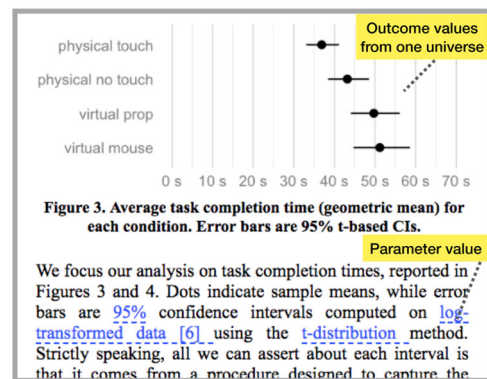 physical touch
Outcome values
from one universe
physical no touch
virtual prop
virtual mouse
0 s 10 s 20 s 30 s 40 s 50 s 60 s 70 s
Figure 3. Average task completion time (geometric mean) for
each condition. Error bars are 95% t-based CIs.
Parameter value
We focus our analysis on task completion times, reported in
Figures 3 and 4. Dots indicate sample means, while error
bars are 95% confidence intervals computed on log-
transformed data [6] using the t-distribution method.
Strictly speaking, all we can assert about each interval is
that it comes from a procedure designed to capture the